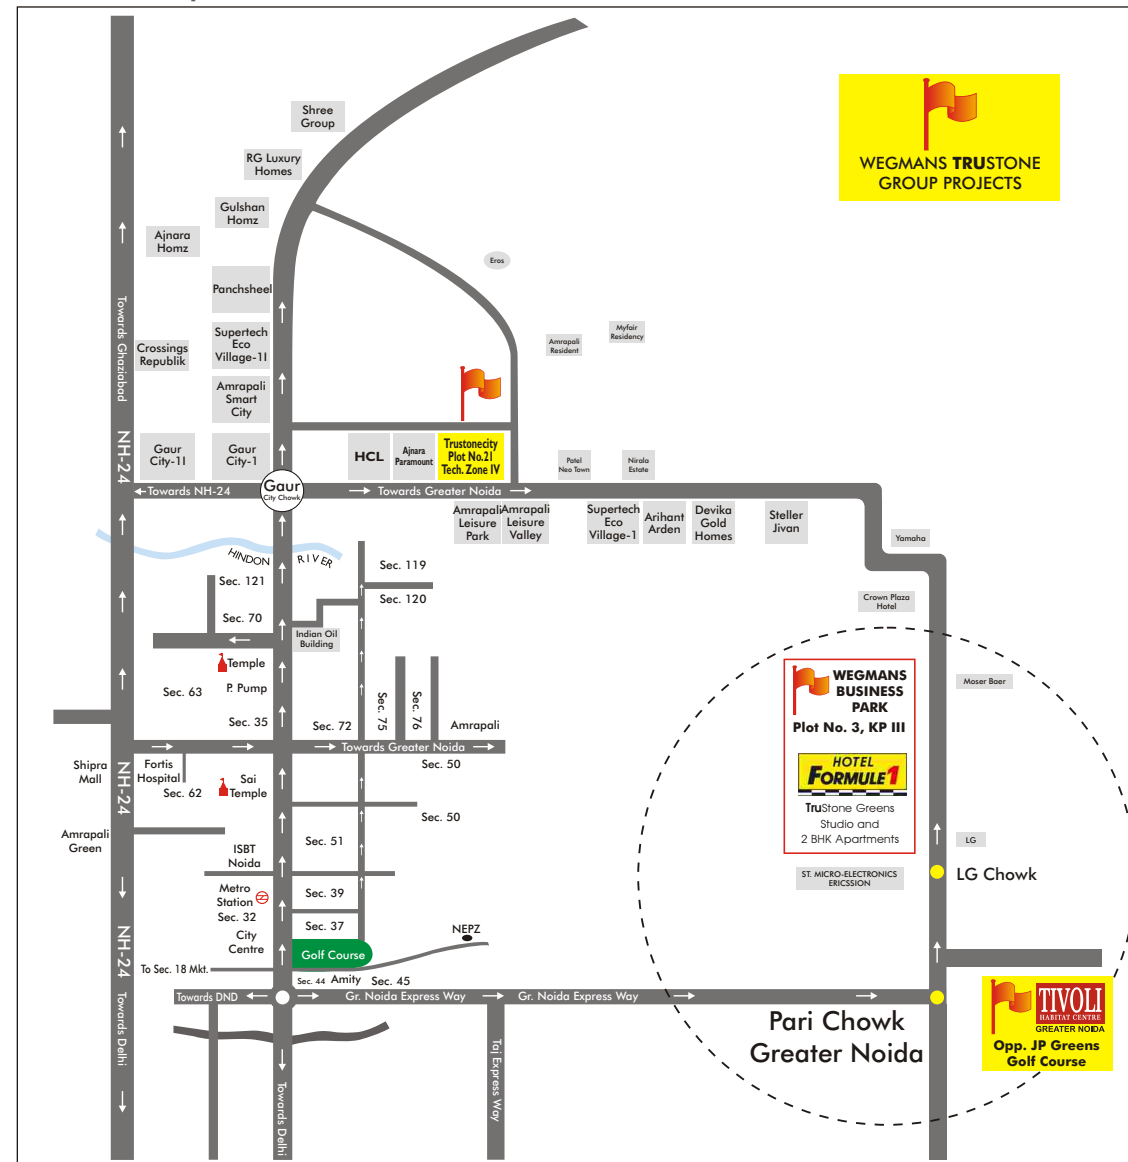 Shree
Group
RG Luxury
Homes
Gulshan
Homz
Ajnara
Homz
Panchsheel
Supertech
Eco
Village-1I
Crossings
Republik
Amrapali
Smart
City
Gaur
City-1I
Gaur
City-1
Towards Ghaziabad
NH-24
WEGMANS TRUSTONE
GROUP PROJECTS
Eros
Amrapali
Resident
Myfair
Residency
HCL
Ajnara
Paramount
Trustonecity
Plot No.21
Tech. Zone IV
Patel
Neo Town
Nirala
Estate
Towards NH-24
Gaur
City Chowk
Towards Greater Noida
Amrapali
Leisure
Park
Amrapali
Leisure
Valley
Supertech
Eco
Village-1
Arihant
Arden
Devika
Gold
Homes
Steller
Jivan
Yamaha
HINDON RIVER
Sec. 119
Sec. 121
Sec. 120
Sec. 70
Indian Oil
Building
Crown Plaza
Hotel
Temple
Sec. 63
P. Pump
Sec. 35
Sec. 72
Sec. 75
Sec. 76
Amrapali
Towards Greater Noida
Moser Baer
WEGMANS
BUSINESS
PARK
Plot No. 3, KP III
HOTEL
FORMULE1
TruStone Greens
Studio and
2 BHK Apartments
Shipra
Mall
NH-24
Fortis
Hospital
Sec. 62
Sai
Temple
Sec. 50
Sec. 50
Amrapali
Green
ISBT
Noida
Sec. 51
LG
ST. MICRO-ELECTRONICS
ERICSSION
LG Chowk
Metro
Station
Sec. 32
Sec. 39
City
Centre
Sec. 37
NEPZ
Golf Course
NH-24
To Sec. 18 Mkt.
Sec. 44
Amity
Sec. 45
Towards DND
Gr. Noida Express Way
Gr. Noida Express Way
Pari Chowk
Greater Noida
TIVOLI
HABITAT CENTRE
GREATER NOIDA
Opp. JP Greens
Golf Course
Towards Delhi
Towards Delhi
Taj Express Way